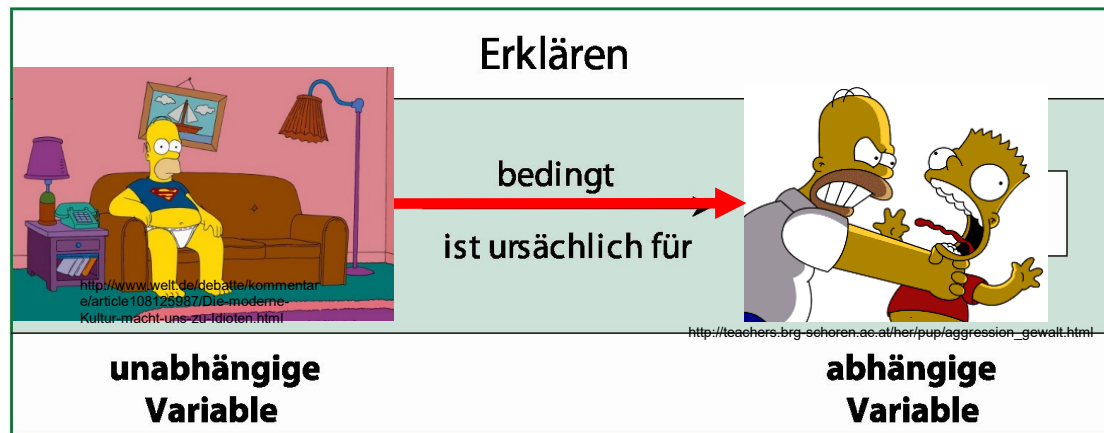 Erklären
bedingt
ist ursächlich für
http://www.welt.de/debatte/kommentar
e/article108125987/Die-moderne-
Kultur-macht-uns-zu-Idioten.html
http://teachers.brg-schoren.ac.at/her/pup/aggression_gewalt.html
unabhängige
Variable
abhängige
Variable